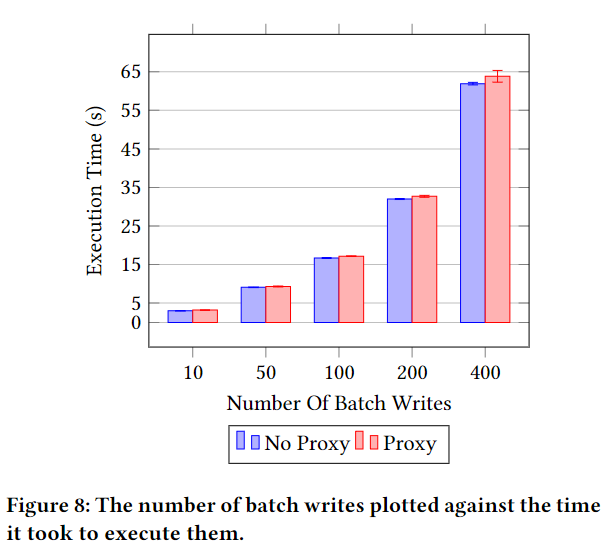 65
55
45
35
25
15
5
0
Execution Time (s)
10 50 100 200 400
Number Of Batch Writes
No Proxy Proxy
Figure 8: The number of batch writes plotted against the time
it took to execute them.